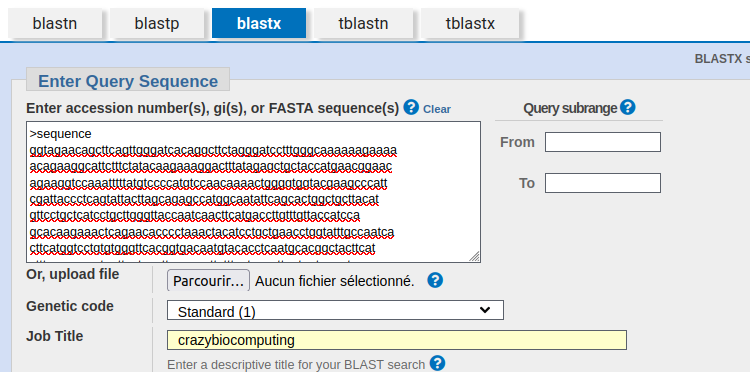 blastn blastp blastx tblastn tblastx
BLASTX s
Enter Query Sequence
Enter accession number(s), gi(s), or FASTA sequence(s) ? Clear Query subrange ?
>sequence
ggtagaacagcttcagttgggatcacaggcttctagggatcctttgggcaaaaaagaaaa
acagaaggcattctttctatacaagaaaggactttatagagctgctaccatgaacggaac
agaaggtccaaatttttatgtccccatgtccaacaaaactggggtggtacgaagcccatt
cgattaccctcagtattacttagcagagccatggcaatattcagcactggctgcttacat
gttcctgctcatcctgcttgggttaccaatcaacttcatgaccttgtttgttaccatcca
gcacaagaaactcagaacacccctaaactacatcctgctgaacctggtatttgccaatca
cttcatggtcctgtgtgggttcacggtgacaatgtacacctcaatgcacggctacttcat
From
To
Or, upload file Parcourir... Aucun fichier sélectionné. ?
Genetic code Standard (1)
Job Title crazybiocomputing
Enter a descriptive title for your BLAST search ?